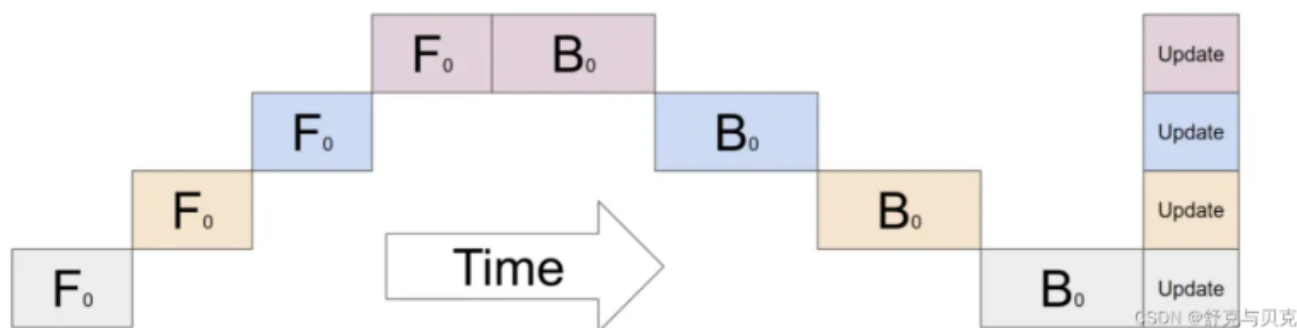 F₀ B₀ Update
F₀ B₀ Update
F₀ B₀ Update
Time
F₀ B₀ Update
CSDN @舒克与贝克